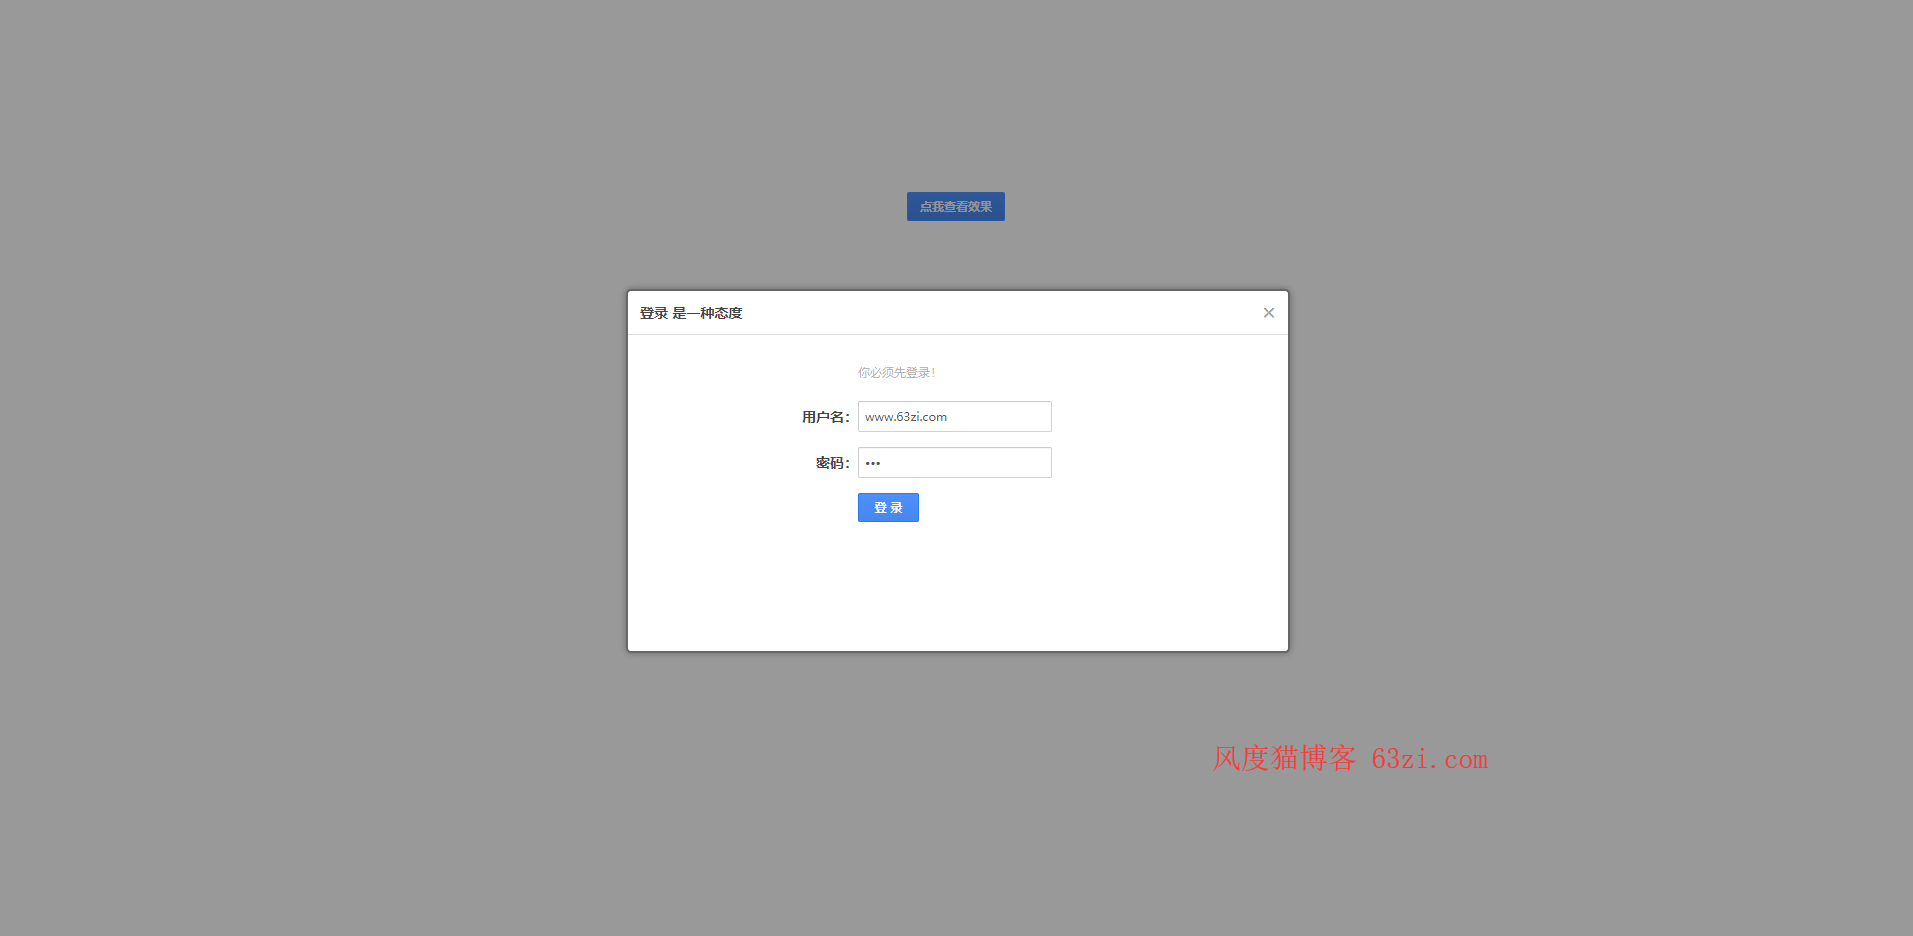 点我查看效果
登录 是一种态度 ×
你必须先登录!
用户名: www.63zi.com
密码: •••
登 录
风度猫博客 63zi.com